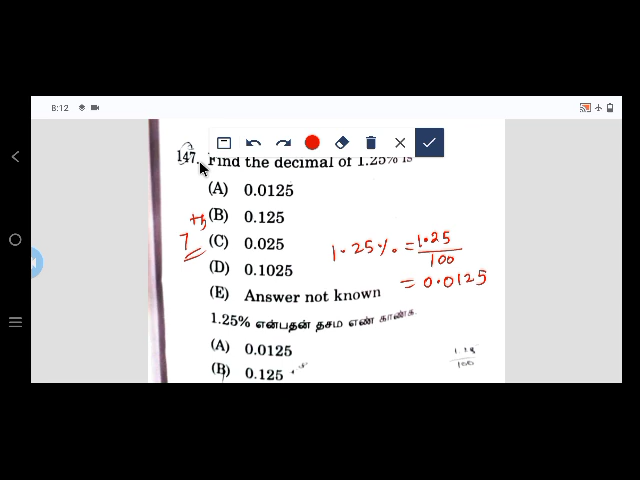 8:12
147. Find the decimal of 1.25% is
(A) 0.0125
(B) 0.125
(C) 0.025
(D) 0.1025
(E) Answer not known
7th
1.25% = 1.25
100
= 0.0125
1.25% என்பதன் தசம எண் காண்க.
(A) 0.0125
(B) 0.125
100